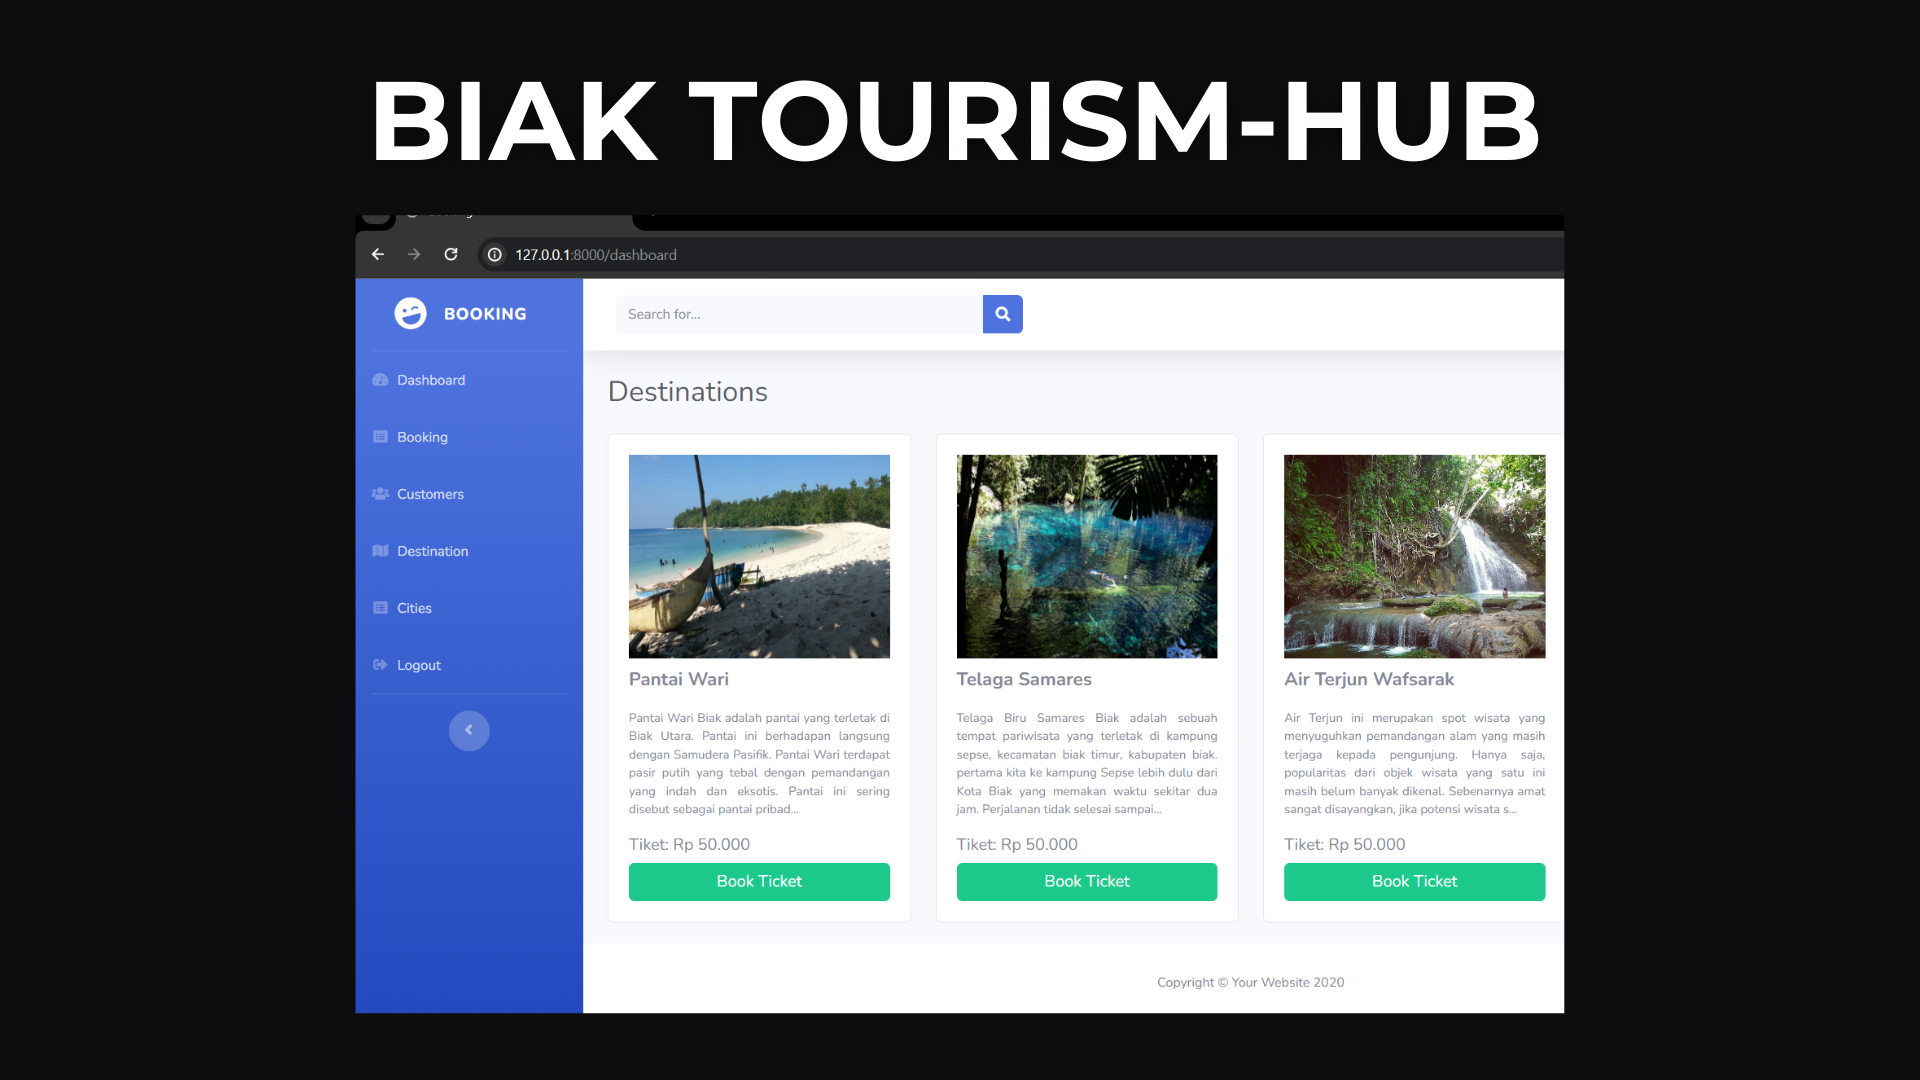 BIAK TOURISM-HUB
127.0.0.1:8000/dashboard
BOOKING
Search for...
Dashboard
Booking
Customers
Destination
Cities
Logout
Destinations
Pantai Wari
Pantai Wari Biak adalah pantai yang terletak di
Biak Utara. Pantai ini berhadapan langsung
dengan Samudera Pasifik. Pantai Wari terdapat
pasir putih yang tebal dengan pemandangan
yang indah dan eksotis. Pantai ini sering
disebut sebagai pantai pribad...
Tiket: Rp 50.000
Book Ticket
Telaga Samares
Telaga Biru Samares Biak adalah sebuah
tempat pariwisata yang terletak di kampung
sepse, kecamatan biak timur, kabupaten biak.
pertama kita ke kampung Sepse lebih dulu dari
Kota Biak yang memakan waktu sekitar dua
jam. Perjalanan tidak selesai sampai...
Tiket: Rp 50.000
Book Ticket
Air Terjun Wafsarak
Air Terjun ini merupakan spot wisata yang
menyuguhkan pemandangan alam yang masih
terjaga kepada pengunjung. Hanya saja,
popularitas dari objek wisata yang satu ini
masih belum banyak dikenal. Sebenarnya amat
sangat disayangkan, jika potensi wisata s...
Tiket: Rp 50.000
Book Ticket
Copyright © Your Website 2020